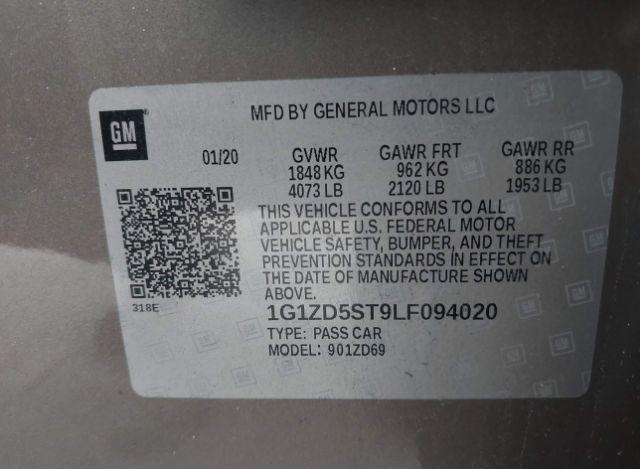 GM
MFD BY GENERAL MOTORS LLC
01/20 GVWR GAWR FRT GAWR RR
1848 KG 962 KG 886 KG
4073 LB 2120 LB 1953 LB
THIS VEHICLE CONFORMS TO ALL
APPLICABLE U.S. FEDERAL MOTOR
VEHICLE SAFETY, BUMPER, AND THEFT
PREVENTION STANDARDS IN EFFECT ON
THE DATE OF MANUFACTURE SHOWN
ABOVE.
318E
1G1ZD5ST9LF094020
TYPE: PASS CAR
MODEL: 901ZD69